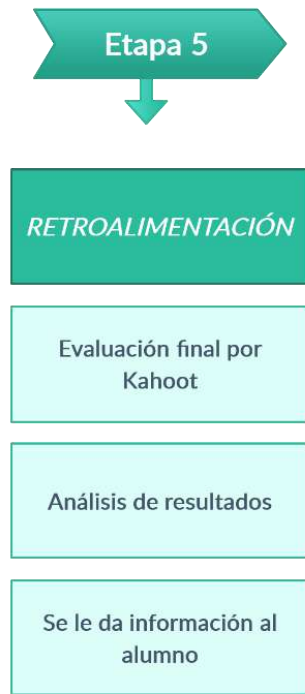 Etapa 5
RETROALIMENTACIÓN
Evaluación final por
Kahoot
Análisis de resultados
Se le da información al
alumno